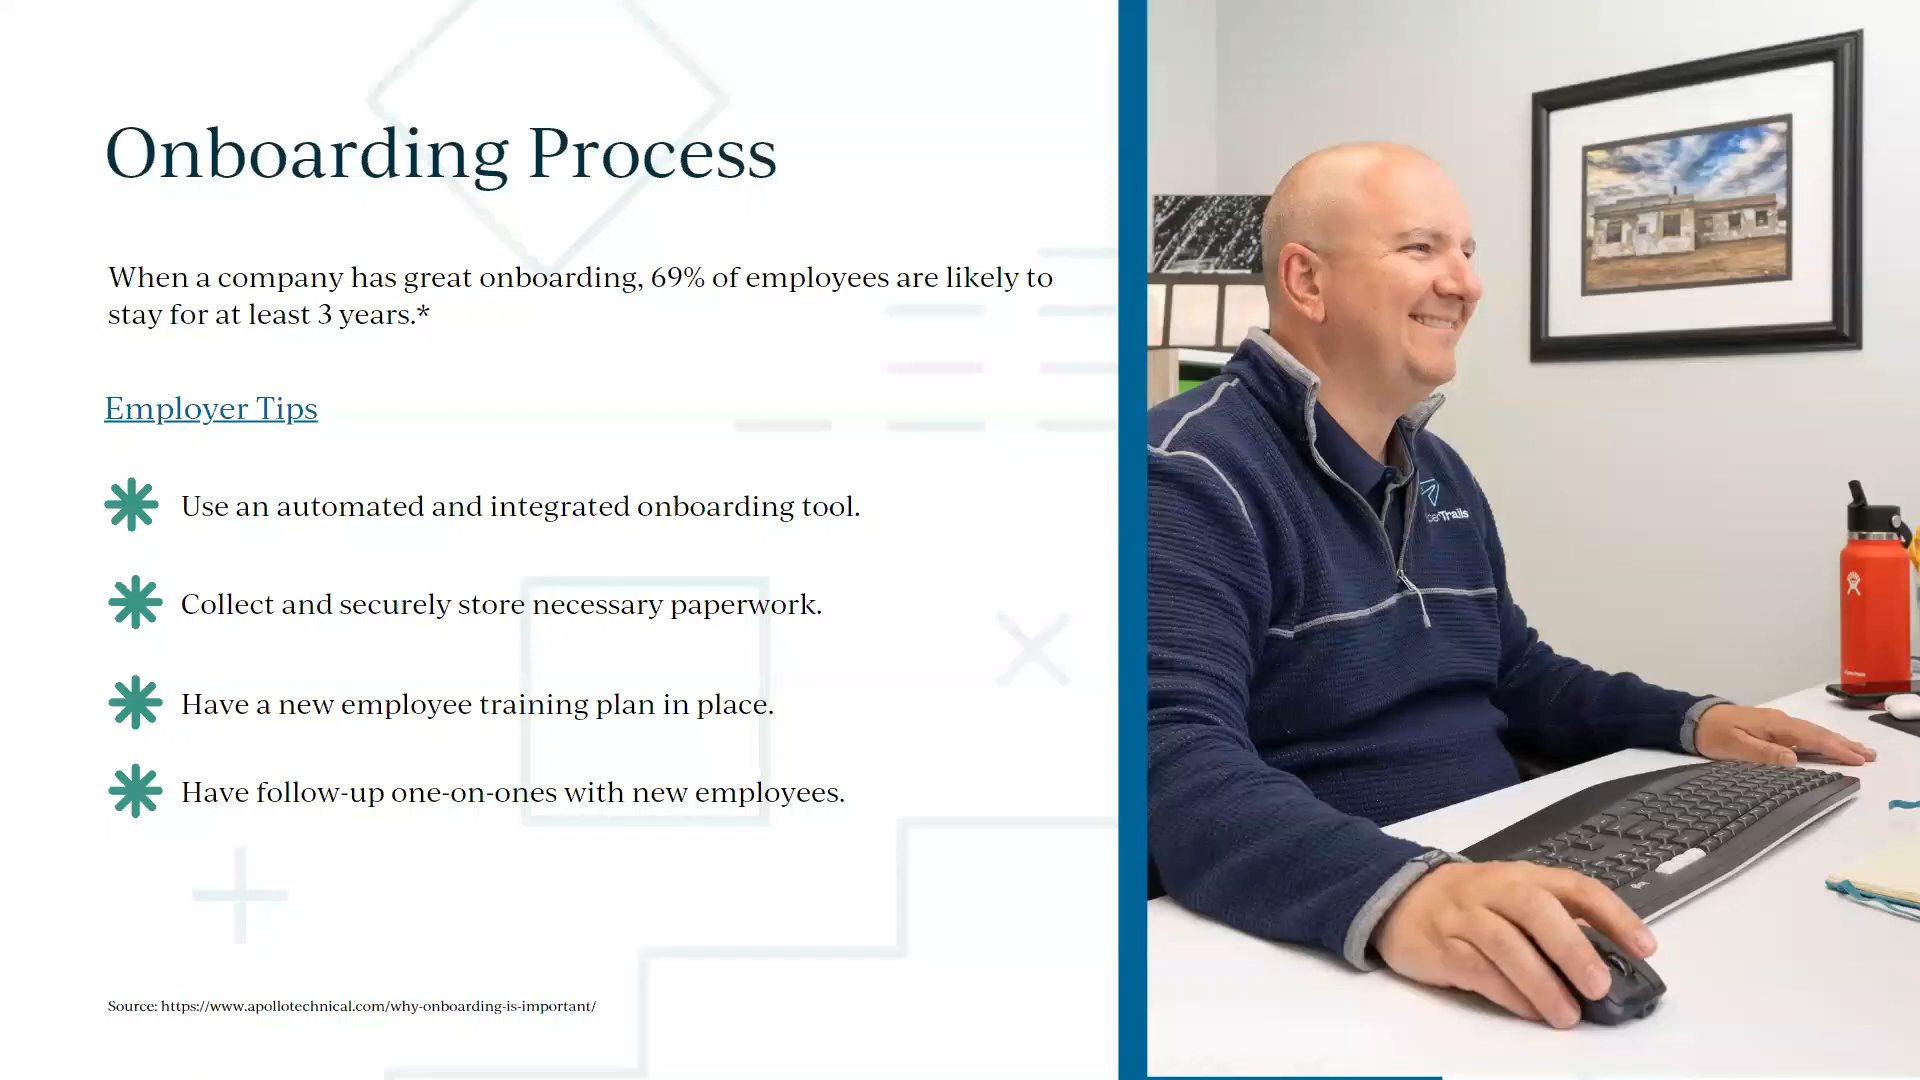 Onboarding Process
When a company has great onboarding, 69% of employees are likely to
stay for at least 3 years.*
Employer Tips
Use an automated and integrated onboarding tool.
Collect and securely store necessary paperwork.
Have a new employee training plan in place.
Have follow-up one-on-ones with new employees.
Trails
Source: https://www.apollotechnical.com/why-onboarding-is-important/